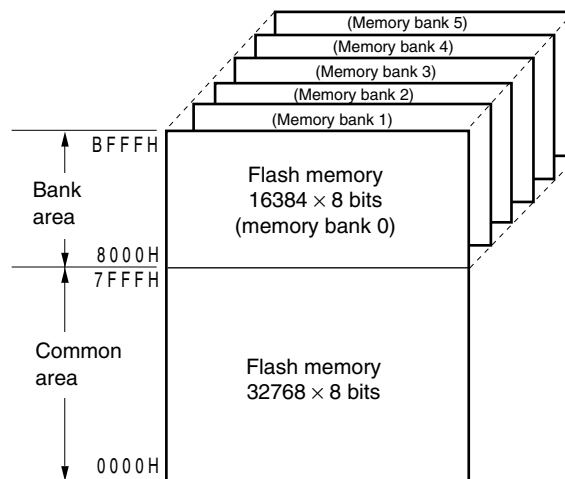 (Memory bank 5)
(Memory bank 4)
(Memory bank 3)
(Memory bank 2)
(Memory bank 1)
BFFFH
Flash memory
16384 × 8 bits
(memory bank 0)
Bank
area
8000H
7FFFH
Common
area
Flash memory
32768 × 8 bits
0000H